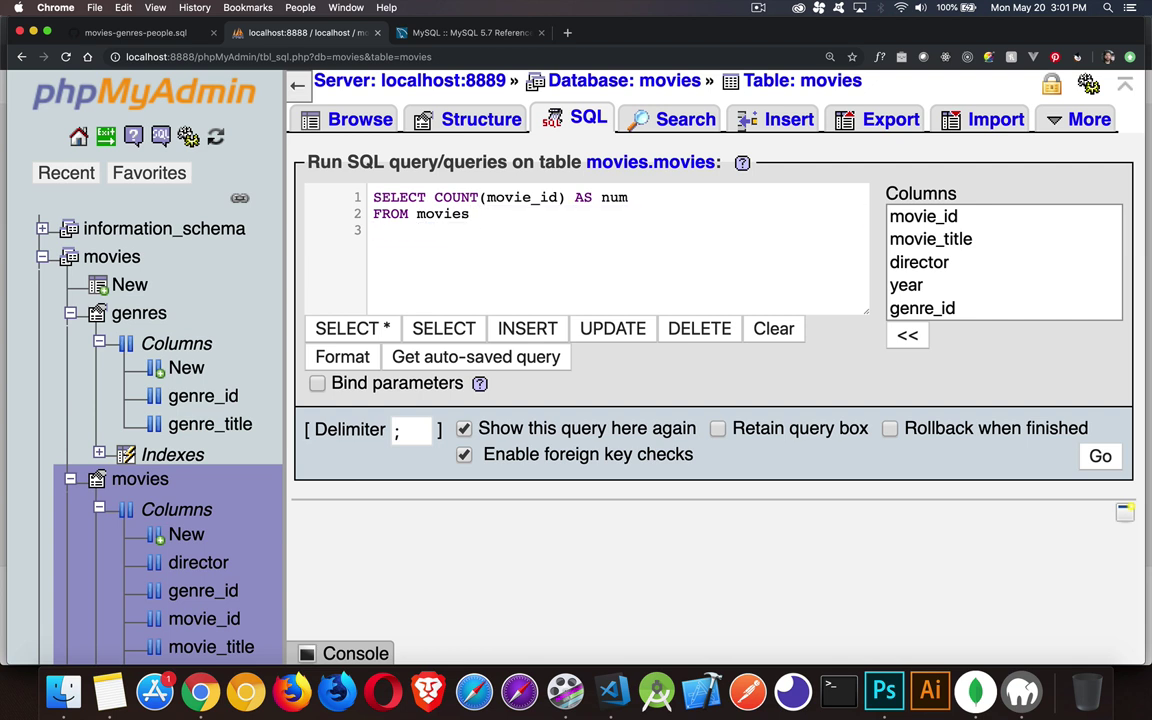 Chrome File Edit View History Bookmarks People Window Help 100% Mon May 20 3:01 PM
movies-genres-people.sql localhost:8888 / localhost / mo MySQL :: MySQL 5.7 Referenc
localhost:8888/phpMyAdmin/tbl_sql.php?db=movies&table=movies
phpMyAdmin
Recent Favorites
information_schema
movies
New
genres
Columns
New
genre_id
genre_title
Indexes
movies
Columns
New
director
genre_id
movie_id
movie_title
Server: localhost:8889 » Database: movies » Table: movies
Browse Structure SQL Search Insert Export Import More
Run SQL query/queries on table movies.movies:
1 SELECT COUNT(movie_id) AS num
2 FROM movies
3
Columns
movie_id
movie_title
director
year
genre_id
<<
SELECT * SELECT INSERT UPDATE DELETE Clear
Format Get auto-saved query
Bind parameters
[ Delimiter ; ] Show this query here again Retain query box Rollback when finished
Enable foreign key checks
Go
Console
1
Ps Ai